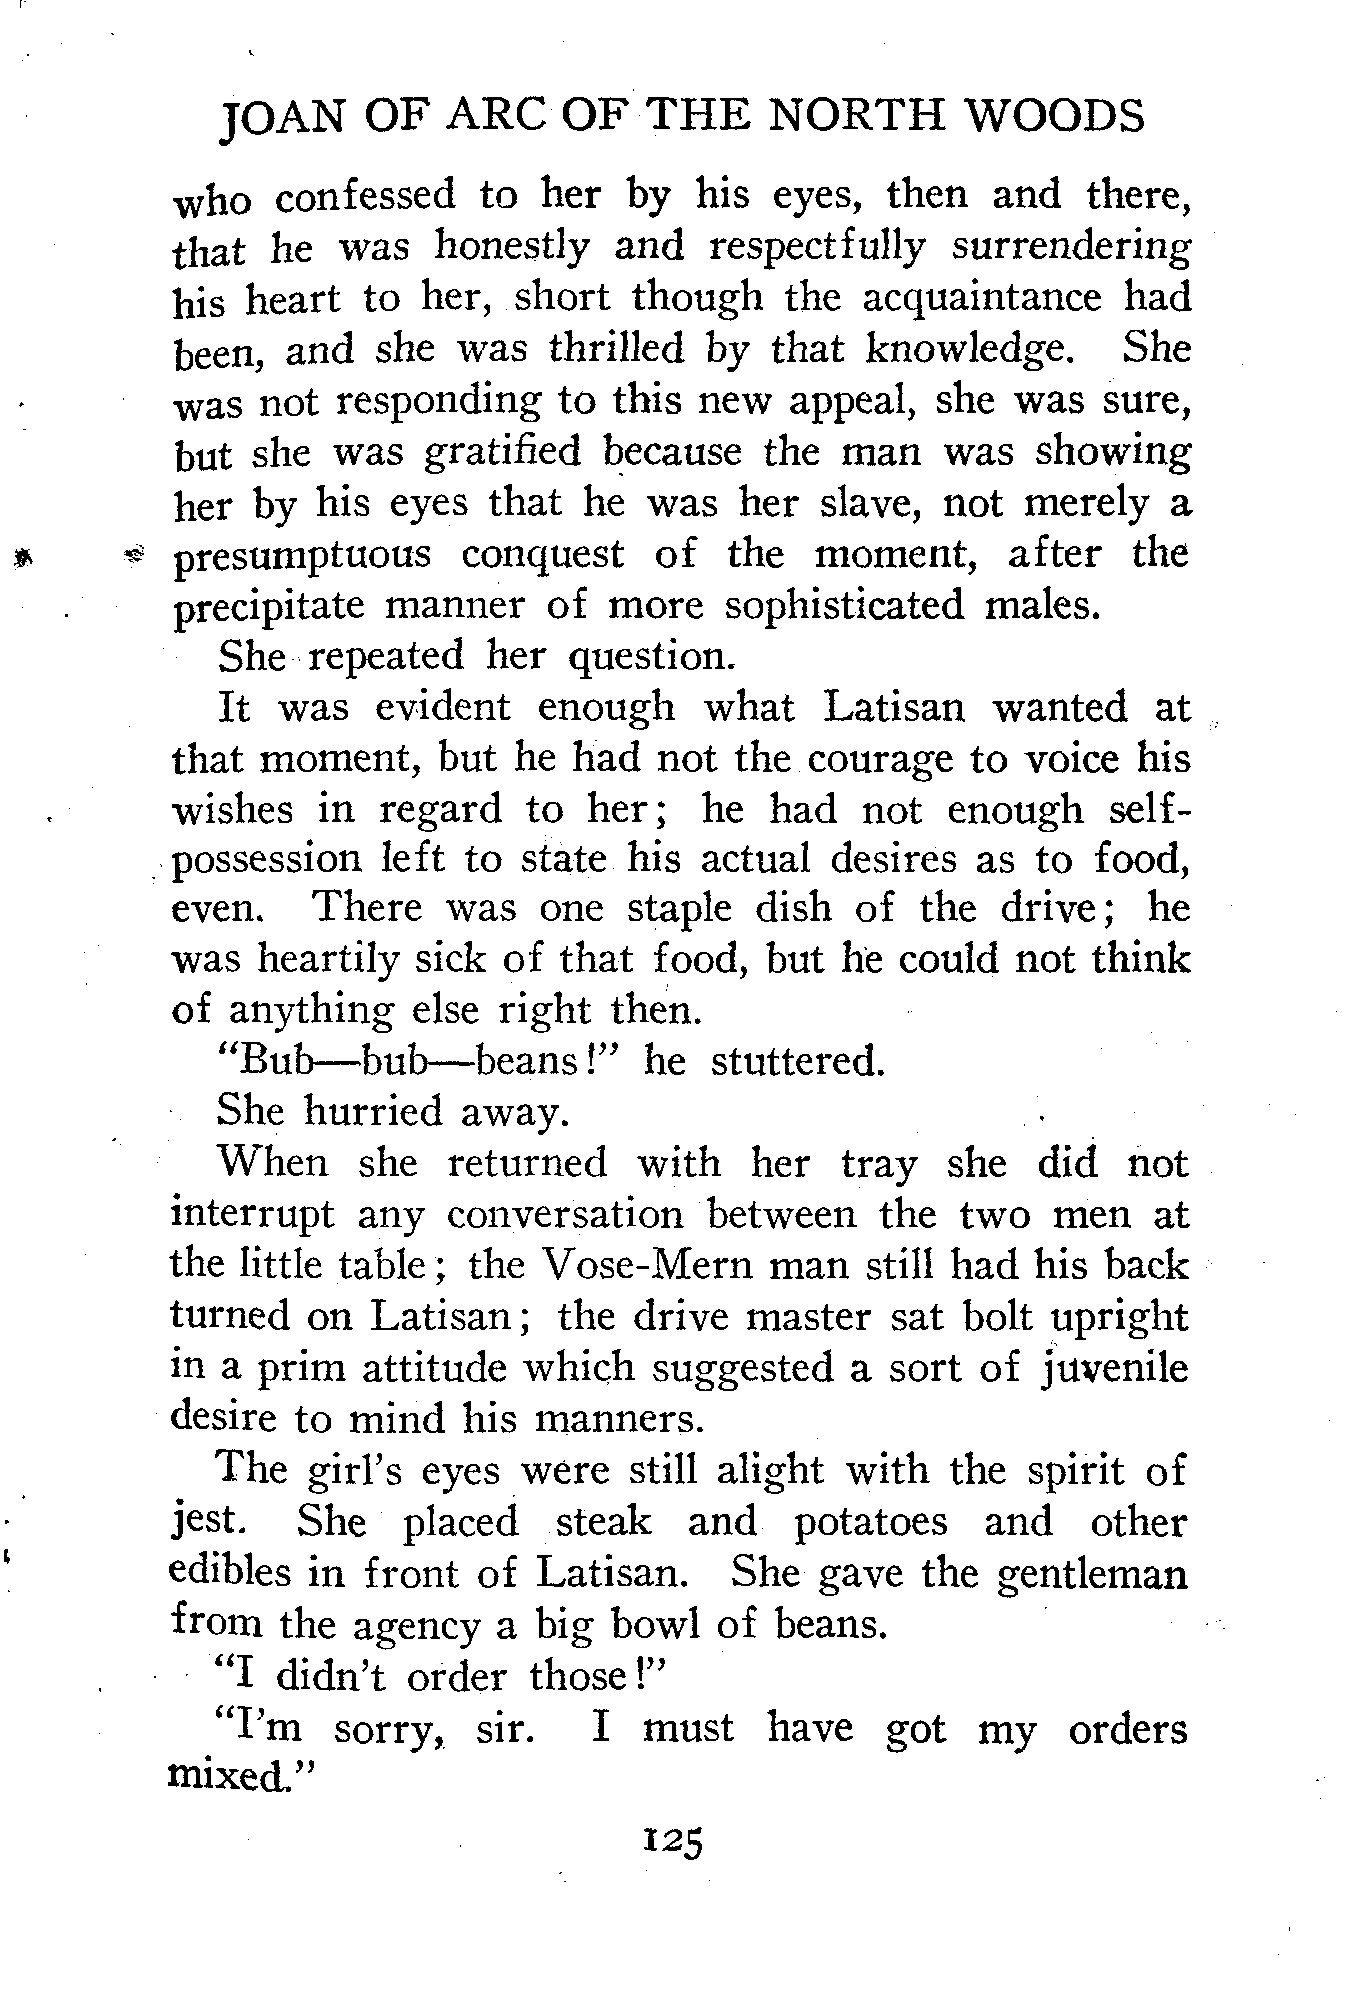 JOAN OF ARC OF THE NORTH WOODS
who confessed to her by his eyes, then and there,
that he was honestly and respectfully surrendering
his heart to her, short though the acquaintance had
been, and she was thrilled by that knowledge. She
was not responding to this new appeal, she was sure,
but she was gratified because the man was showing
her by his eyes that he was her slave, not merely a
presumptuous conquest of the moment, after the
precipitate manner of more sophisticated males.
She repeated her question.
It was evident enough what Latisan wanted at
that moment, but he had not the courage to voice his
wishes in regard to her; he had not enough self-
possession left to state his actual desires as to food,
even. There was one staple dish of the drive; he
was heartily sick of that food, but he could not think
of anything else right then.
"Bub—bub—beans!" he stuttered.
She hurried away.
When she returned with her tray she did not
interrupt any conversation between the two men at
the little table; the Vose-Mern man still had his back
turned on Latisan; the drive master sat bolt upright
in a prim attitude which suggested a sort of juvenile
desire to mind his manners.
The girl's eyes were still alight with the spirit of
jest. She placed steak and potatoes and other
edibles in front of Latisan. She gave the gentleman
from the agency a big bowl of beans.
"I didn't order those!"
"I'm sorry, sir. I must have got my orders
mixed."
125